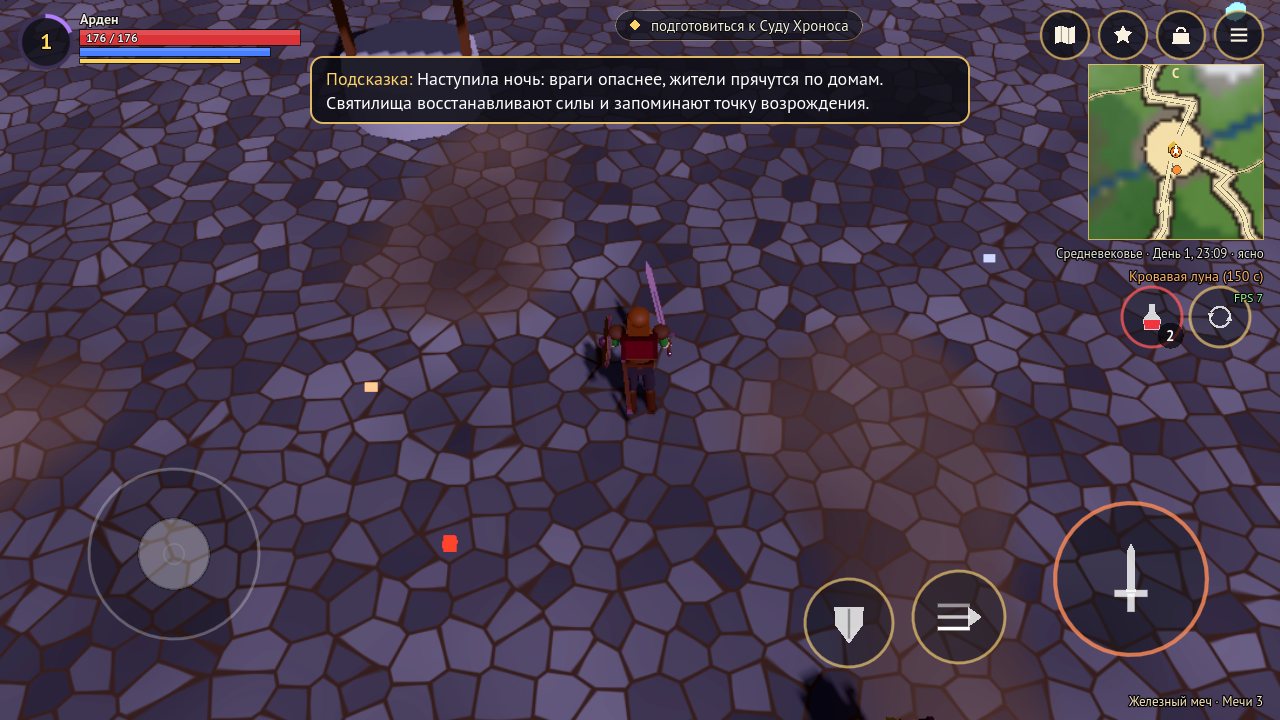 Арден
1
176 / 176
подготовиться к Суду Хроноса
Подсказка: Наступила ночь: враги опаснее, жители прячутся по домам.
Святилища восстанавливают силы и запоминают точку возрождения.
С
Средневековье · День 1, 23:09 · ясно
Кровавая луна (150 с)
FPS 7
2
Железный меч · Мечи 3